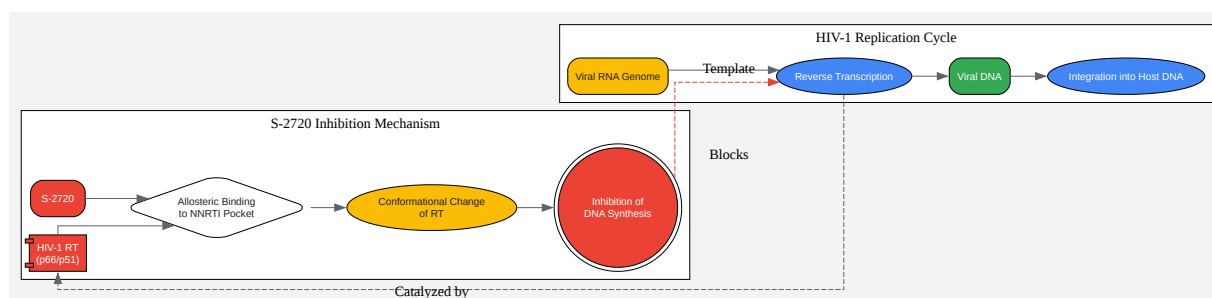 HIV-1 Replication Cycle
Viral RNA Genome
Template
Reverse Transcription
Viral DNA
Integration into Host DNA
S-2720 Inhibition Mechanism
Blocks
S-2720
Allosteric Binding
to NNRTI Pocket
Conformational Change
of RT
Inhibition of
DNA Synthesis
HIV-1 RT
(p66/p51)
Catalyzed by